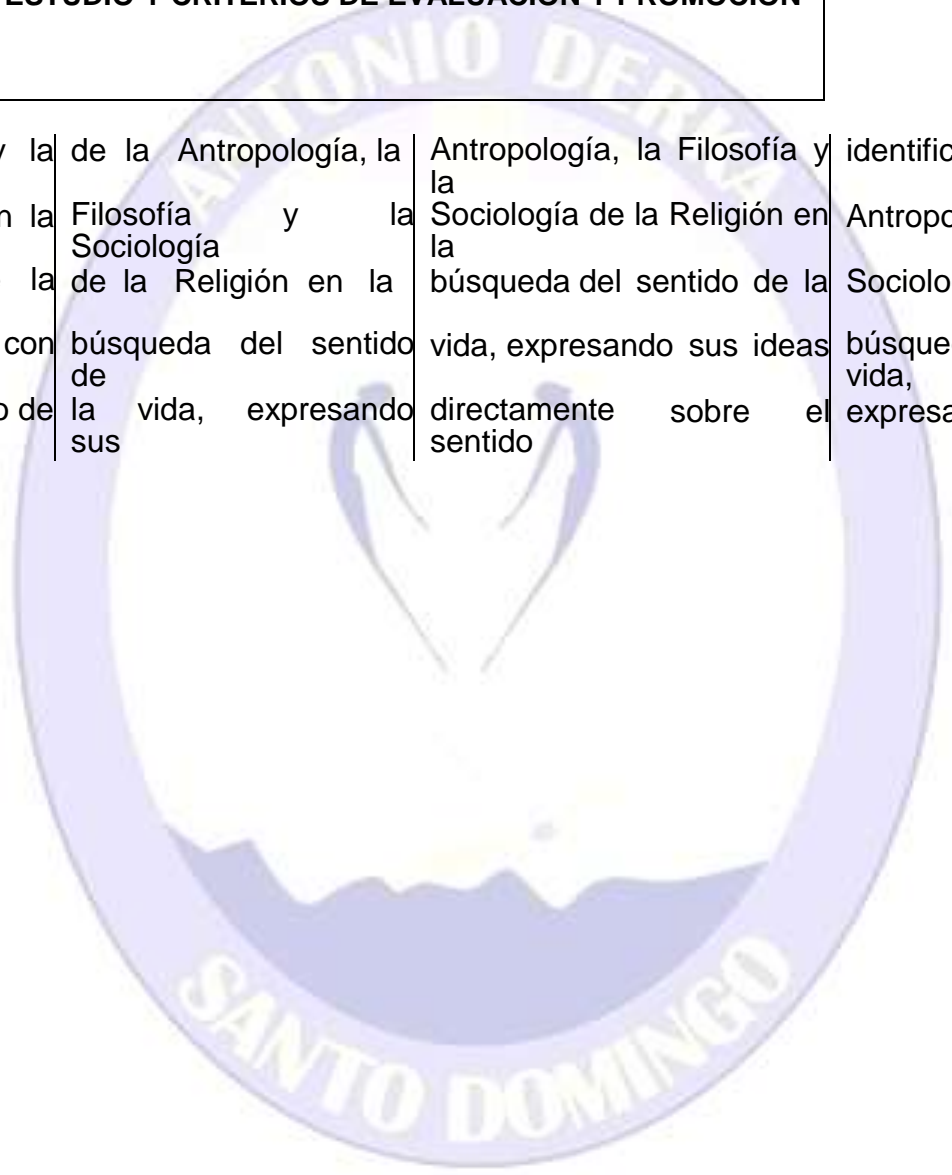 ESTUDIO Y CRITERIOS DE EVALUACIÓN Y PROMOCIÓN
y la
n la
la
con
o de
de la Antropología, la
Filosofía y la
Sociología
de la Religión en la
búsqueda del sentido
de
la vida, expresando
sus
Antropología, la Filosofía y
la
Sociología de la Religión en
la
búsqueda del sentido de la
vida, expresando sus ideas
directamente sobre el
sentido
identific
Antropo
Sociolo
búsque
vida,
expresa
ANTONIO DERKA
SANTO DOMINGO